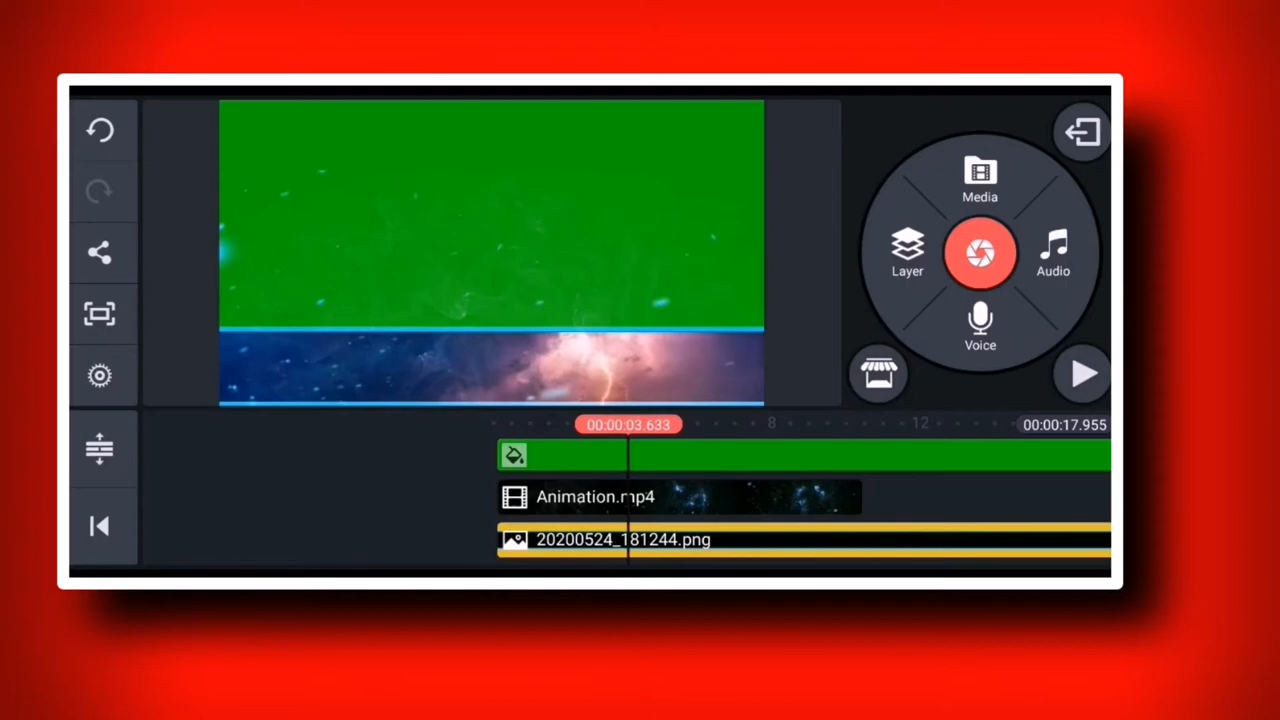 Media
Layer
Audio
Voice
00:00:03.633
8
12
00:00:17.955
Animation.mp4
20200524_181244.png